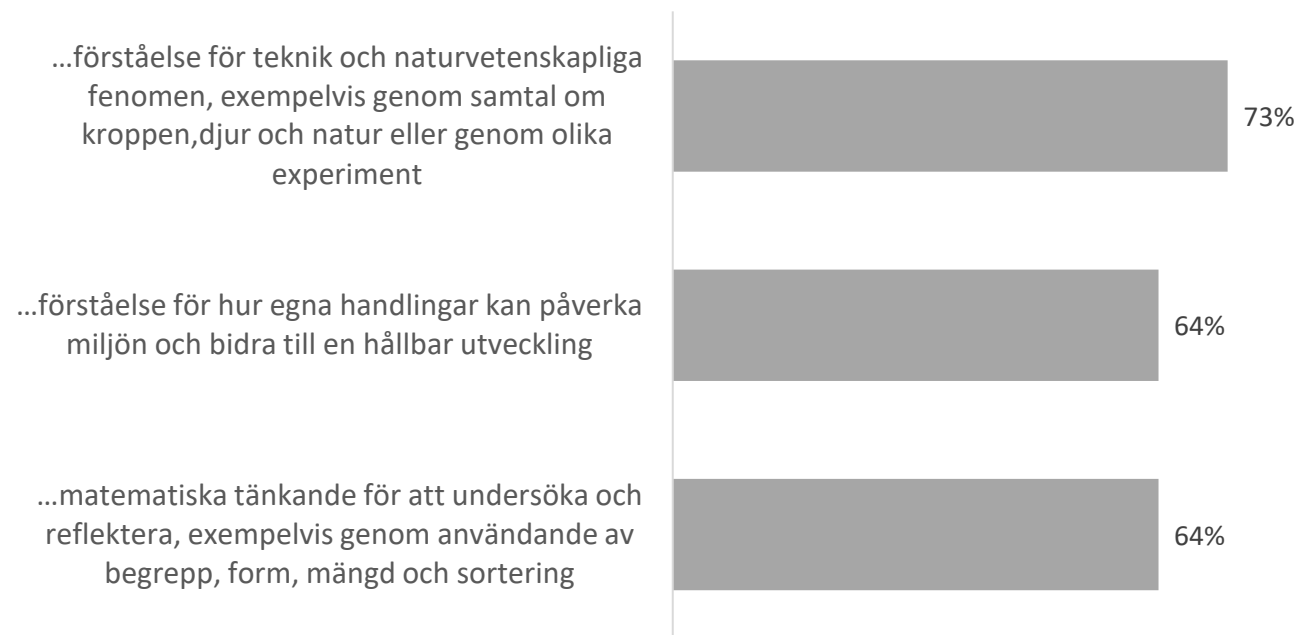 ...förståelse för teknik och naturvetenskapliga
fenomen, exempelvis genom samtal om
kroppen,djur och natur eller genom olika
experiment
73%
...förståelse för hur egna handlingar kan påverka
miljön och bidra till en hållbar utveckling
64%
...matematiska tänkande för att undersöka och
reflektera, exempelvis genom användande av
begrepp, form, mängd och sortering
64%